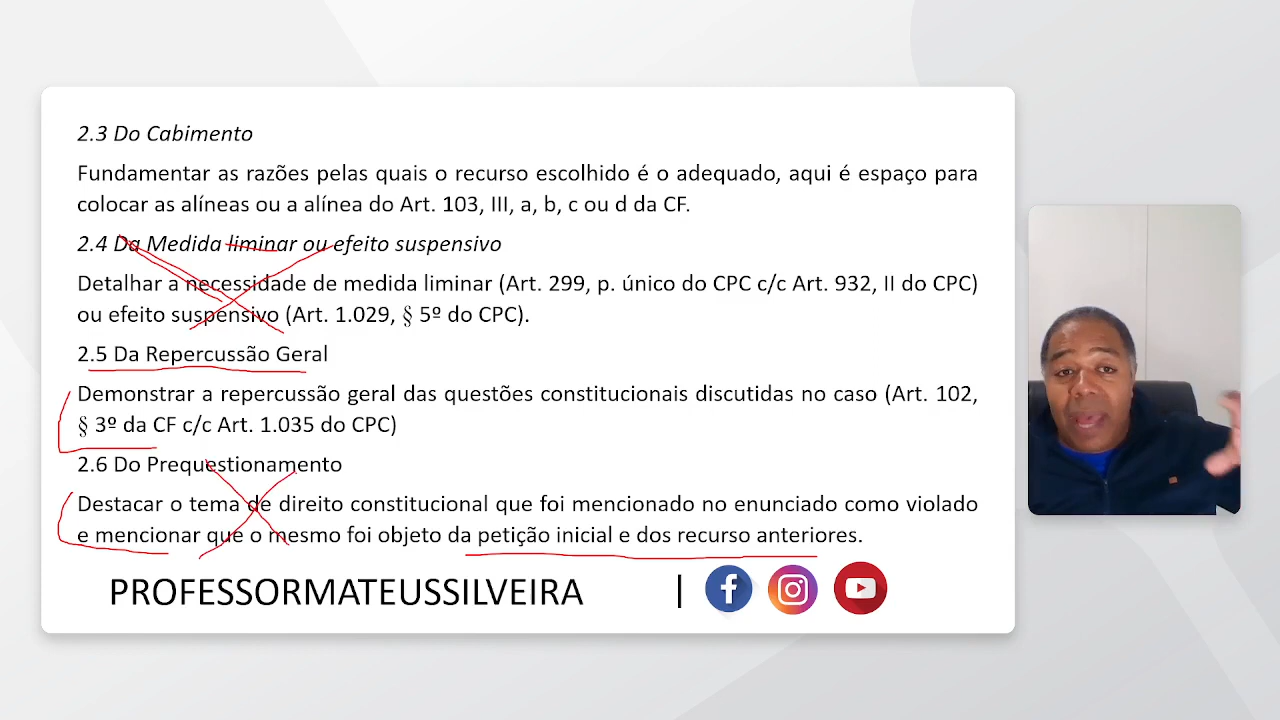 2.3 Do Cabimento
Fundamentar as razões pelas quais o recurso escolhido é o adequado, aqui é espaço para
colocar as alíneas ou a alínea do Art. 103, III, a, b, c ou d da CF.
2.4 Da Medida liminar ou efeito suspensivo
Detalhar a necessidade de medida liminar (Art. 299, p. único do CPC c/c Art. 932, II do CPC)
ou efeito suspensivo (Art. 1.029, § 5º do CPC).
2.5 Da Repercussão Geral
Demonstrar a repercussão geral das questões constitucionais discutidas no caso (Art. 102,
§ 3º da CF c/c Art. 1.035 do CPC)
2.6 Do Prequestionamento
Destacar o tema de direito constitucional que foi mencionado no enunciado como violado
e mencionar que o mesmo foi objeto da petição inicial e dos recurso anteriores.
PROFESSORMATEUSSILVEIRA |